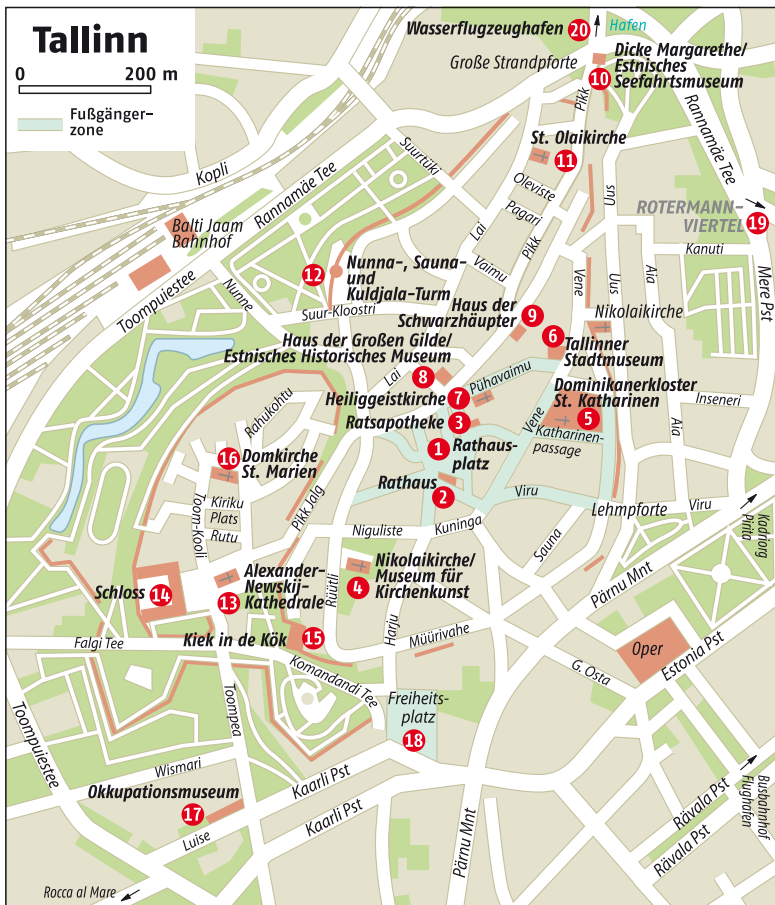 Tallinn
0 200 m
Fußgänger-
zone
Wasserflugzeughafen 20
Hafen
Große Strandpforte
Dicke Margarethe/
Estnisches
Seefahrtsmuseum
10
Pikk
St. Olaikirche
11
Suurtüki
Kopli
Rannamäe Tee
Rannamäe Tee
Oleviste
Pagari
Lai
Uus
ROTERMANN-
VIERTEL
19
Balti Jaam
Bahnhof
Pikk
Vaimu
Kanuti
Mere Pst
12
Nunna-, Sauna-
und
Kuldjala-Turm
Toompuiestee
Nunne
Suur-Kloostri
Vene
Uus
Aia
Haus der
Schwarzhäupter
9
Nikolaikirche
6
Tallinner
Stadtmuseum
Haus der Großen Gilde/
Estnisches Historisches Museum
8
Lai
Pühavaimu
Dominikanerkloster
St. Katharinen
5
Heiliggeistkirche
7
Ratsapotheke
3
Vene
Katharinen-
passage
Inseneri
Aia
Rahukohtu
1
Rathaus-
platz
16
Domkirche
St. Marien
Rathaus
2
Viru
Lehmpforte
Viru
Kadriorg
Pirita
Toom-Kooli
Kiriku
Plats
Rutu
Pikk Jalg
Niguliste
Kuninga
Sauna
Pärnu Mnt
Schloss
14
Alexander-
Newskij-
Kathedrale
13
Rüütli
4
Nikolaikirche/
Museum für
Kirchenkunst
Harju
Falgi Tee
Kiek in de Kök
15
Müürivahe
Oper
Estonia Pst
G. Otsa
Komandandi Tee
Toompea
Freiheits-
platz
18
Toompuiestee
Wismari
Okkupationsmuseum
17
Kaarli Pst
Kaarli Pst
Luise
Pärnu Mnt
Rävala Pst
Rävala Pst
Busbahnhof
Flughafen
Rocca al Mare